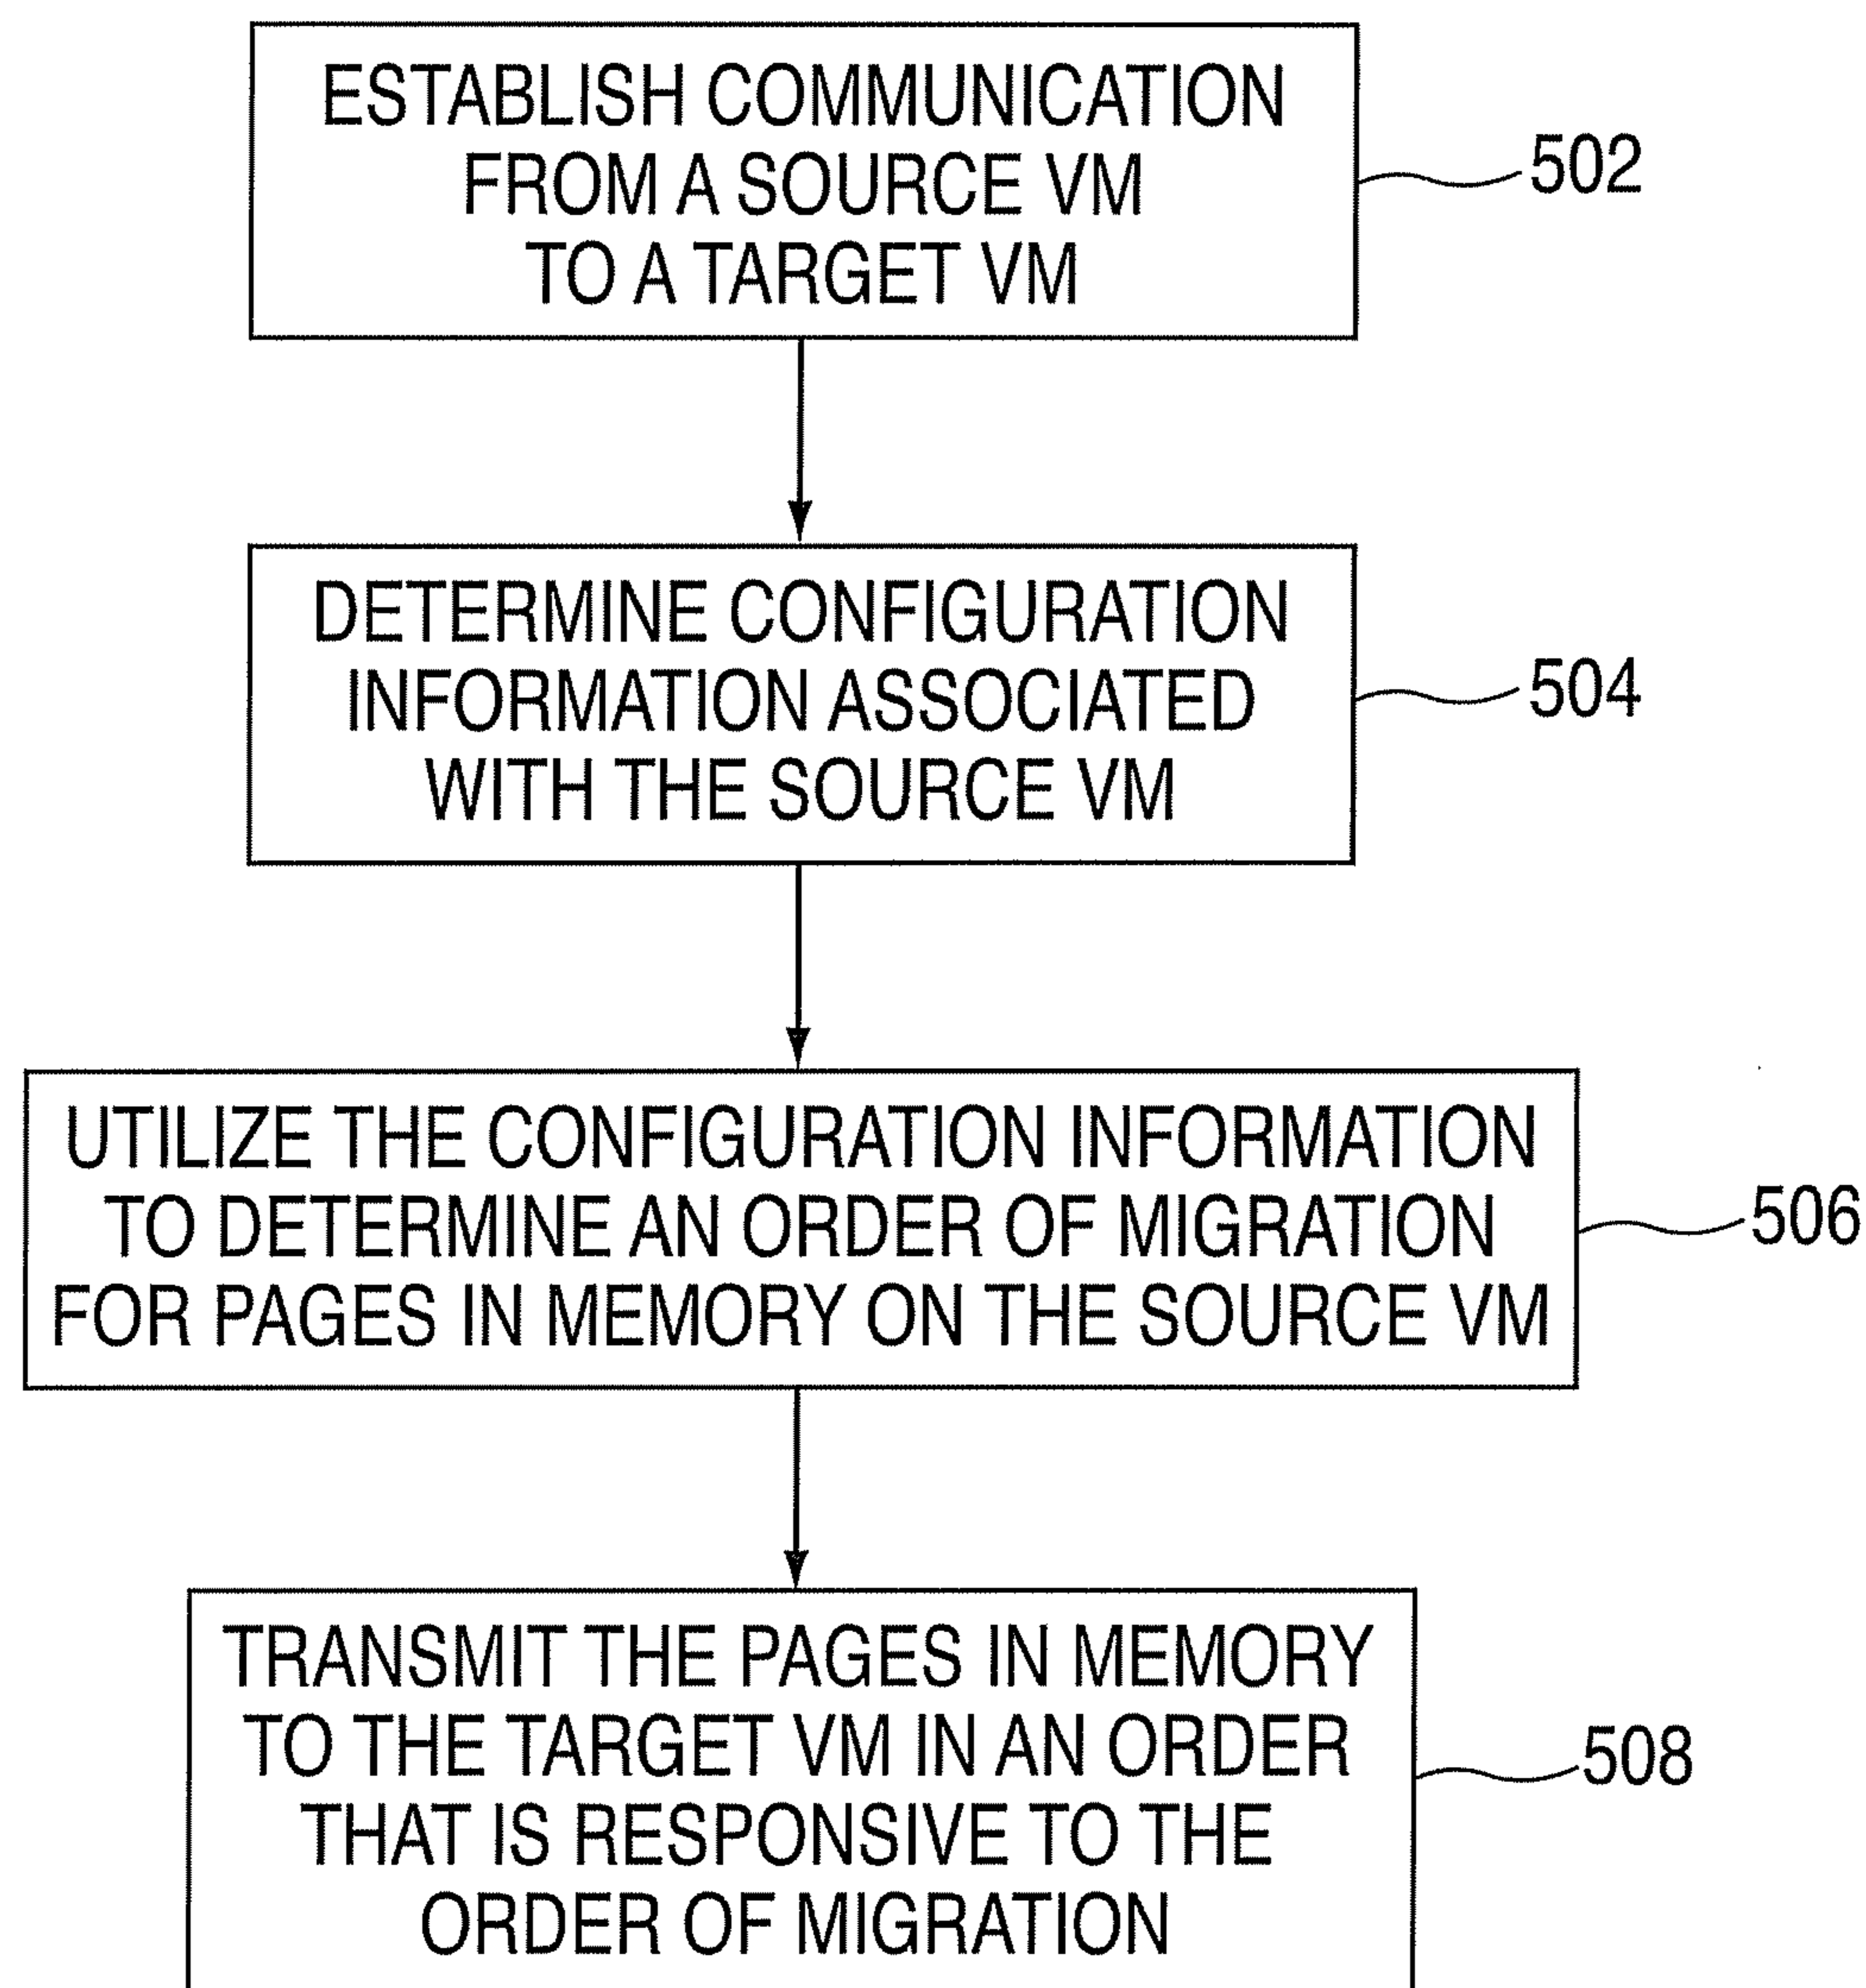 ESTABLISH COMMUNICATION
FROM A SOURCE VM
TO A TARGET VM
502
DETERMINE CONFIGURATION
INFORMATION ASSOCIATED
WITH THE SOURCE VM
504
UTILIZE THE CONFIGURATION INFORMATION
TO DETERMINE AN ORDER OF MIGRATION
FOR PAGES IN MEMORY ON THE SOURCE VM
506
TRANSMIT THE PAGES IN MEMORY
TO THE TARGET VM IN AN ORDER
THAT IS RESPONSIVE TO THE
ORDER OF MIGRATION
508